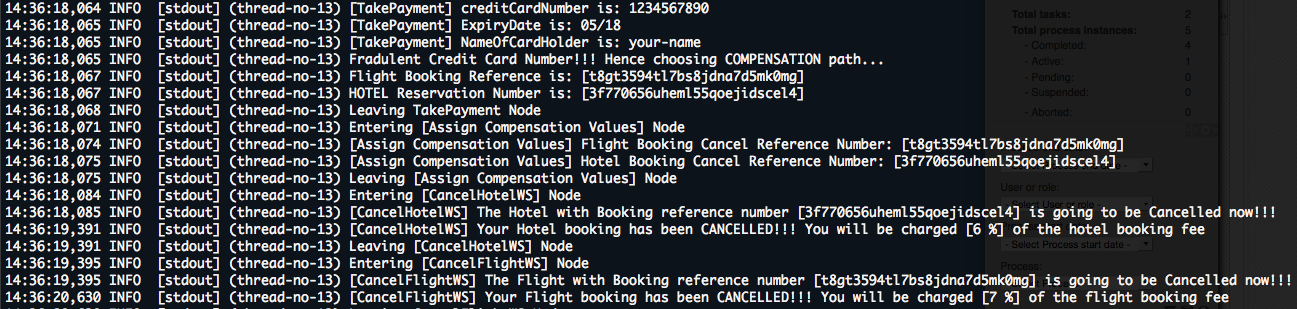 14:36:18,064 INFO [stdout] (thread-no-13) [TakePayment] creditCardNumber is: 1234567890
14:36:18,065 INFO [stdout] (thread-no-13) [TakePayment] ExpiryDate is: 05/18
14:36:18,065 INFO [stdout] (thread-no-13) [TakePayment] NameOfCardHolder is: your-name
14:36:18,065 INFO [stdout] (thread-no-13) Fradulent Credit Card Number!!! Hence choosing COMPENSATION path...
14:36:18,067 INFO [stdout] (thread-no-13) Flight Booking Reference is: [t8gt3594tl7bs8jdna7d5mk0mg]
14:36:18,067 INFO [stdout] (thread-no-13) HOTEL Reservation Number is: [3f770656uheml55qoejidscel4]
14:36:18,068 INFO [stdout] (thread-no-13) Leaving TakePayment Node
14:36:18,071 INFO [stdout] (thread-no-13) Entering [Assign Compensation Values] Node
14:36:18,074 INFO [stdout] (thread-no-13) [Assign Compensation Values] Flight Booking Cancel Reference Number: [t8gt3594tl7bs8jdna7d5mk0mg]
14:36:18,075 INFO [stdout] (thread-no-13) [Assign Compensation Values] Hotel Booking Cancel Reference Number: [3f770656uheml55qoejidscel4]
14:36:18,075 INFO [stdout] (thread-no-13) Leaving [Assign Compensation Values] Node
14:36:18,084 INFO [stdout] (thread-no-13) Entering [CancelHotelWS] Node
14:36:18,085 INFO [stdout] (thread-no-13) [CancelHotelWS] The Hotel with Booking reference number [3f770656uheml55qoejidscel4] is going to be Cancelled now!!!
14:36:19,391 INFO [stdout] (thread-no-13) [CancelHotelWS] Your Hotel booking has been CANCELLED!!! You will be charged [6 %] of the hotel booking fee
14:36:19,391 INFO [stdout] (thread-no-13) Leaving [CancelHotelWS] Node
14:36:19,395 INFO [stdout] (thread-no-13) Entering [CancelFlightWS] Node
14:36:19,395 INFO [stdout] (thread-no-13) [CancelFlightWS] The Flight with Booking reference number [t8gt3594tl7bs8jdna7d5mk0mg] is going to be Cancelled now!!!
14:36:20,630 INFO [stdout] (thread-no-13) [CancelFlightWS] Your Flight booking has been CANCELLED!!! You will be charged [7 %] of the flight booking fee
Total tasks: 2
Total process instances: 5
- Completed: 4
- Active: 1
- Pending: 0
- Suspended: 0
- Aborted: 0
User or role:
- Select User or role -
- Select Process start date -
Process: